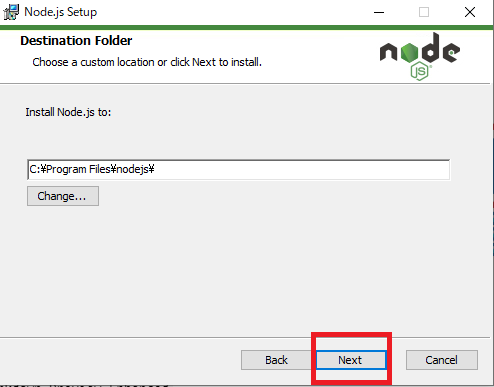 Node.js Setup
Destination Folder
Choose a custom location or click Next to install.
node
JS
Install Node.js to:
C:¥Program Files¥nodejs¥
Change...
Back Next Cancel